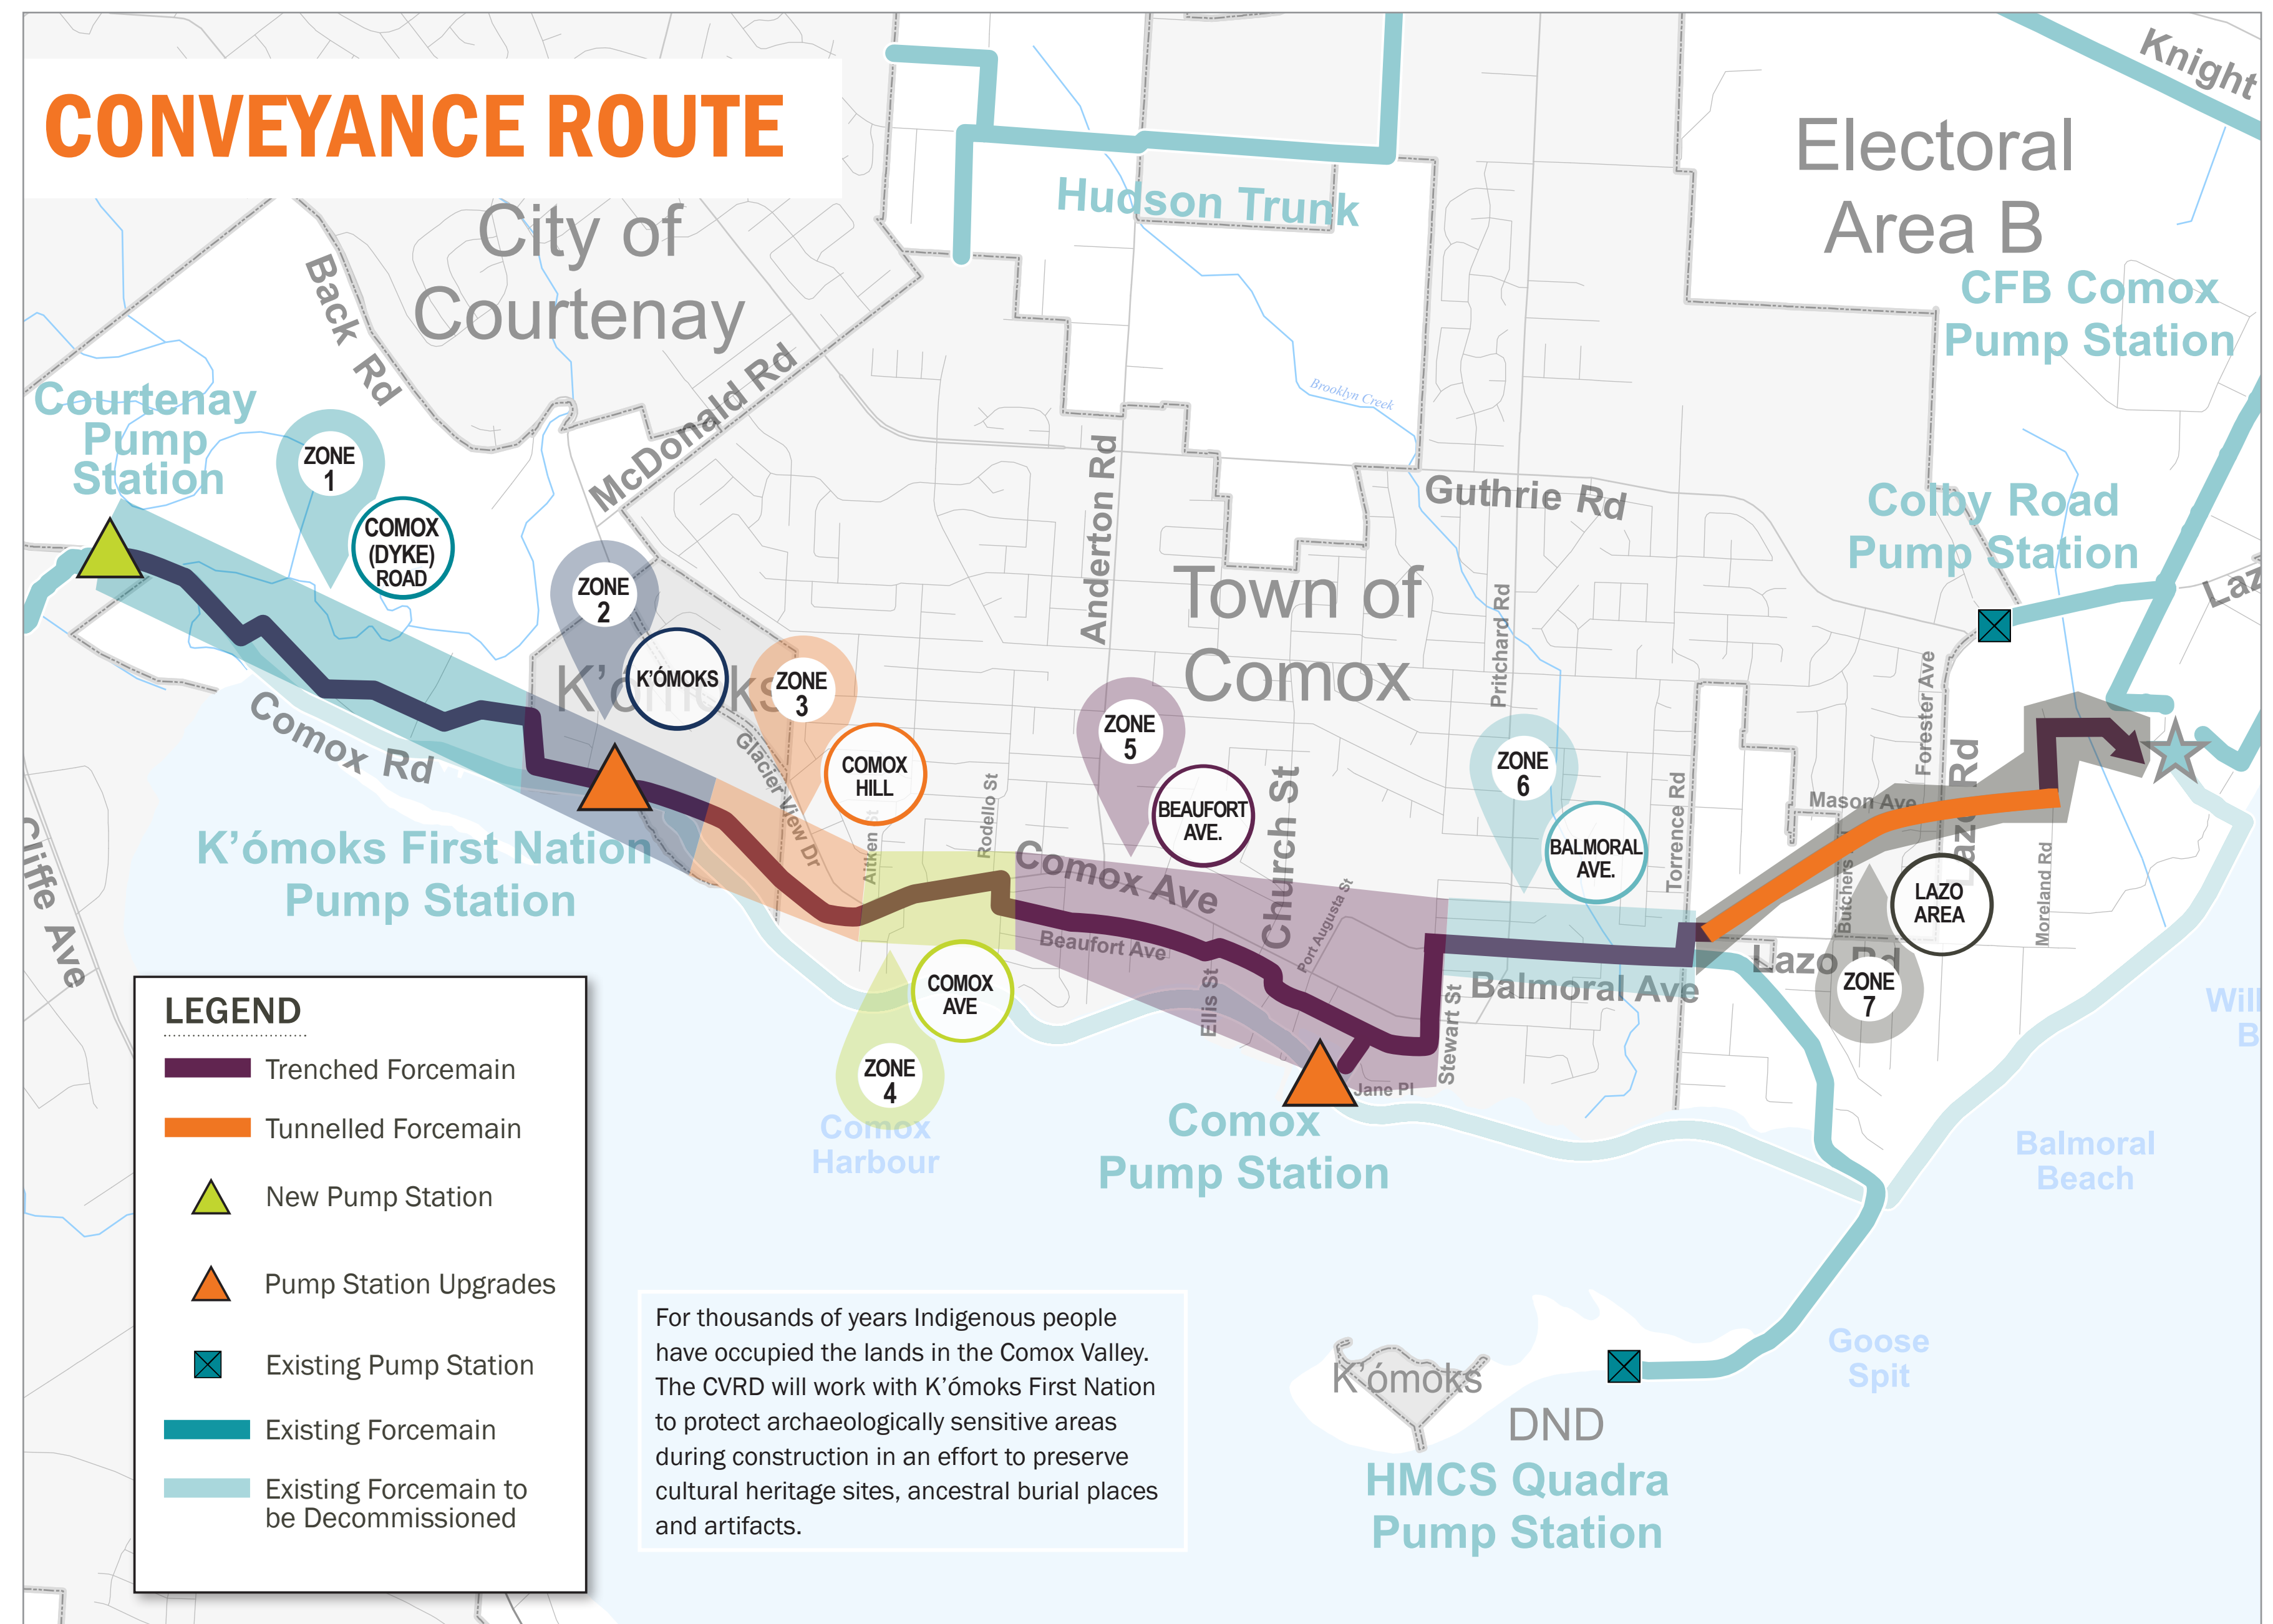 CONVEYANCE ROUTE
City of
Courtenay
Hudson Trunk
Electoral
Area B
Knight
CFB Comox
Pump Station
Back Rd
McDonald Rd
Brooklyn Creek
Courtenay
Pump
Station
ZONE
1
COMOX
(DYKE)
ROAD
Anderton Rd
Guthrie Rd
Colby Road
Pump Station
ZONE
2
K'ómoks
K'ÓMOKS
ZONE
3
Town of
Comox
Pritchard Rd
Forester Ave
Comox Rd
Glacier View Dr
COMOX
HILL
ZONE
5
BEAUFORT
AVE.
Church St
ZONE
6
BALMORAL
AVE.
Torrence Rd
Mason Ave
Lazo Rd
Butchers
Moreland Rd
K'ómoks First Nation
Pump Station
Aitken St
Rodello St
Comox Ave
Beaufort Ave
Port Augusta St
Ellis St
Stewart St
Balmoral Ave
Lazo Rd
LAZO
AREA
ZONE
7
Cliffe Ave
COMOX
AVE
ZONE
4
Comox
Harbour
Jane Pl
Comox
Pump Station
Balmoral
Beach
Goose
Spit
K'ómoks
DND
HMCS Quadra
Pump Station
LEGEND
Trenched Forcemain
Tunnelled Forcemain
New Pump Station
Pump Station Upgrades
Existing Pump Station
Existing Forcemain
Existing Forcemain to
be Decommissioned
For thousands of years Indigenous people
have occupied the lands in the Comox Valley.
The CVRD will work with K'ómoks First Nation
to protect archaeologically sensitive areas
during construction in an effort to preserve
cultural heritage sites, ancestral burial places
and artifacts.